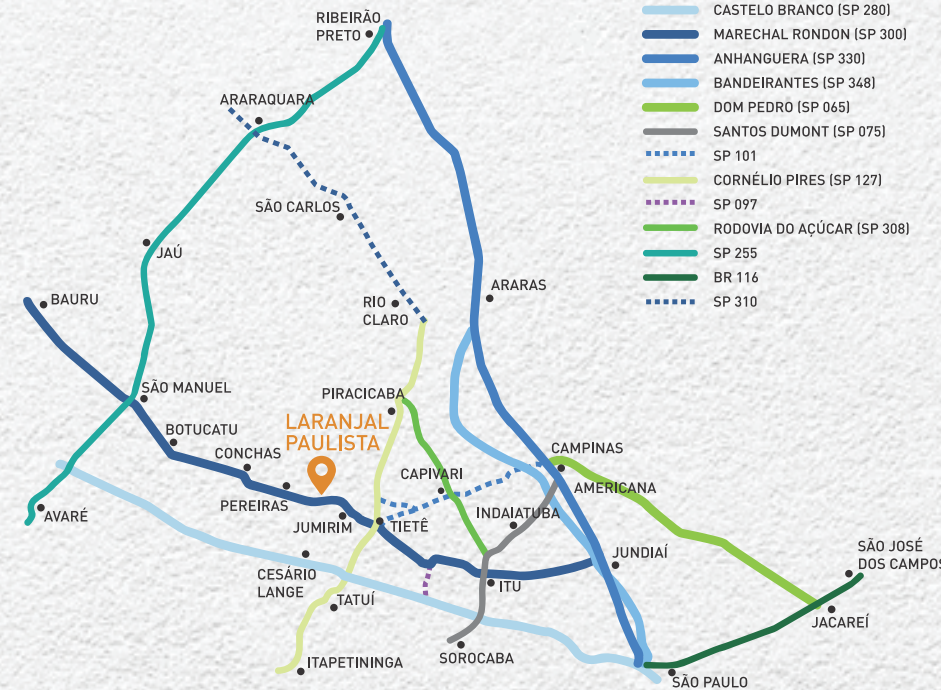 CASTELO BRANCO (SP 280)
MARECHAL RONDON (SP 300)
ANHANGUERA (SP 330)
BANDEIRANTES (SP 348)
DOM PEDRO (SP 065)
SANTOS DUMONT (SP 075)
SP 101
CORNÉLIO PIRES (SP 127)
SP 097
RODOVIA DO AÇÚCAR (SP 308)
SP 255
BR 116
SP 310
RIBEIRÃO
PRETO
ARARAQUARA
SÃO CARLOS
JAÚ
BAURU
RIO
CLARO
ARARAS
SÃO MANUEL
PIRACICABA
LARANJAL
PAULISTA
BOTUCATU
CONCHAS
PEREIRAS
CAPIVARI
CAMPINAS
AMERICANA
AVARÉ
JUMIRIM
TIETÊ
INDAIATUBA
CESÁRIO
LANGE
ITU
JUNDIAÍ
SÃO JOSÉ
DOS CAMPOS
TATUÍ
JACAREÍ
ITAPETININGA
SOROCABA
SÃO PAULO